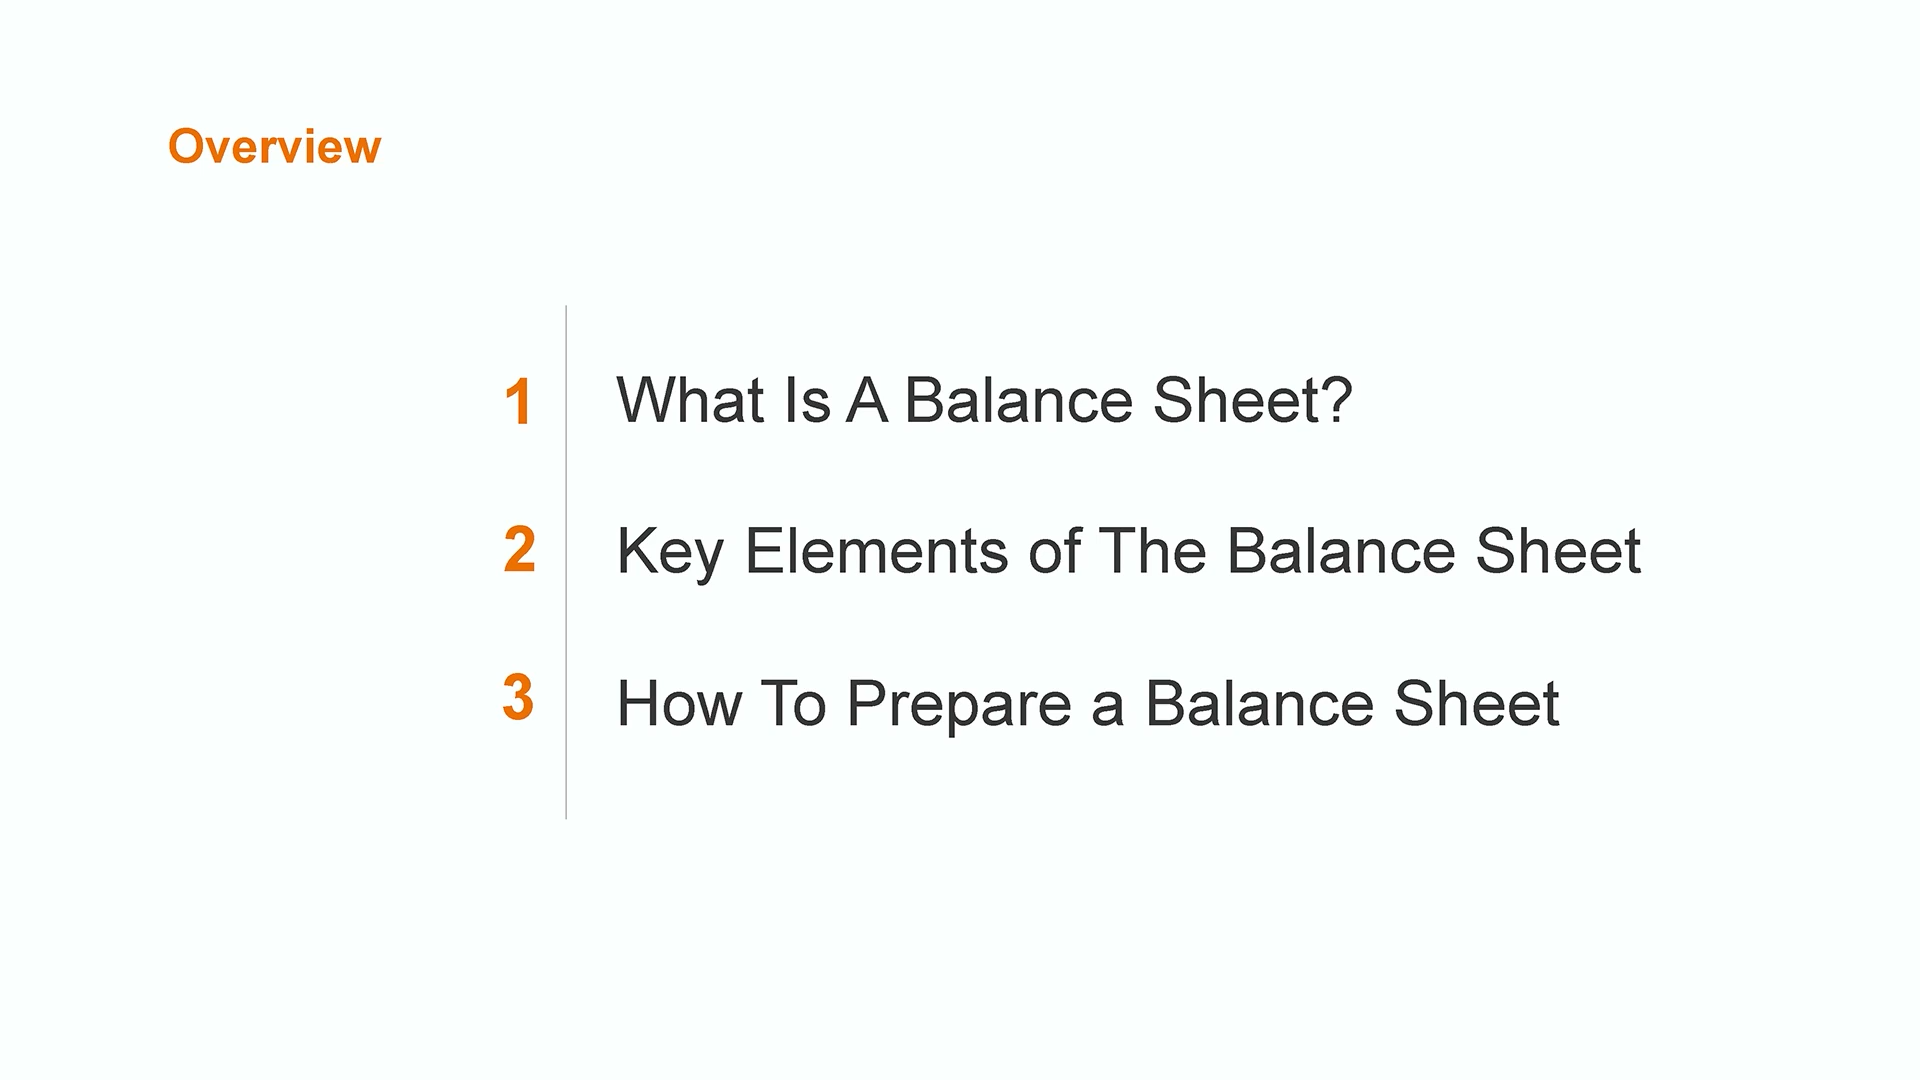 Overview
1 What Is A Balance Sheet?
2 Key Elements of The Balance Sheet
3 How To Prepare a Balance Sheet